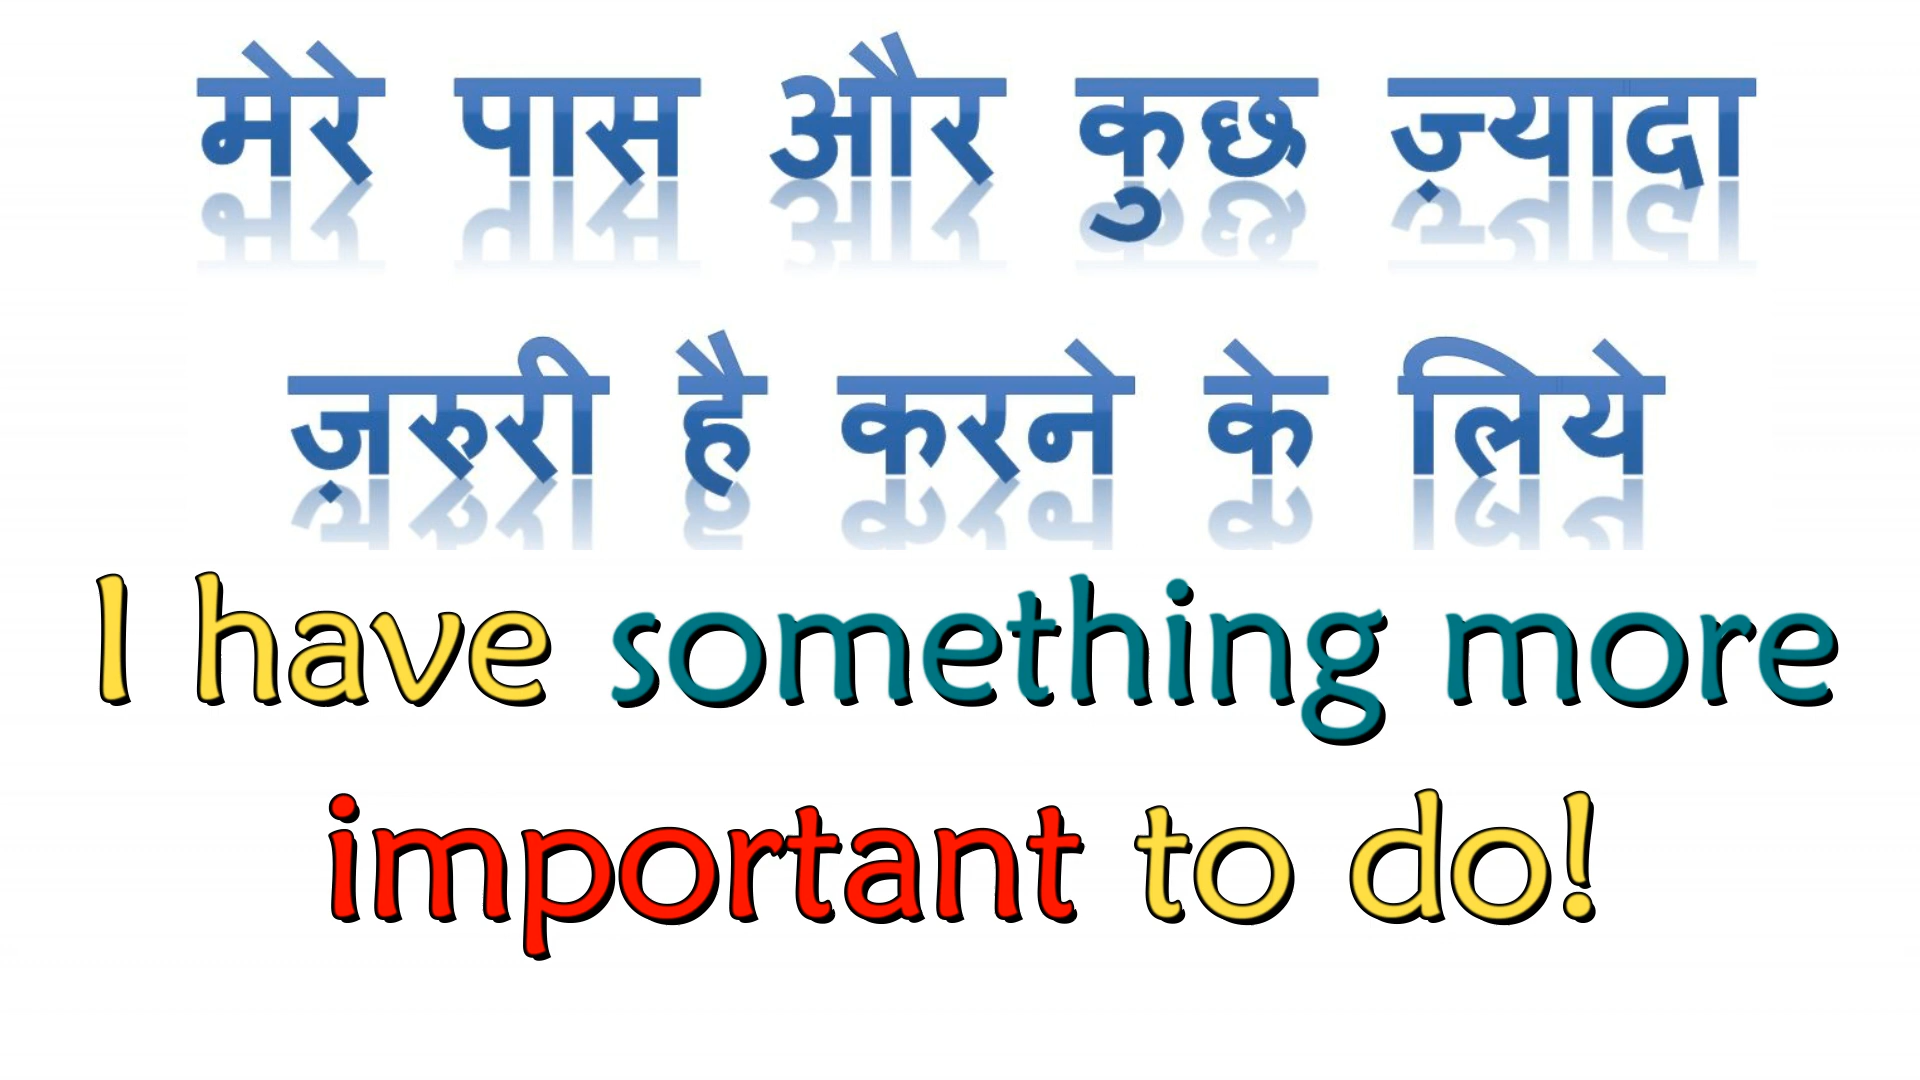 मेरे पास और कुछ ज़्यादा
ज़रुरी है करने के लिये
I have something more
important to do!